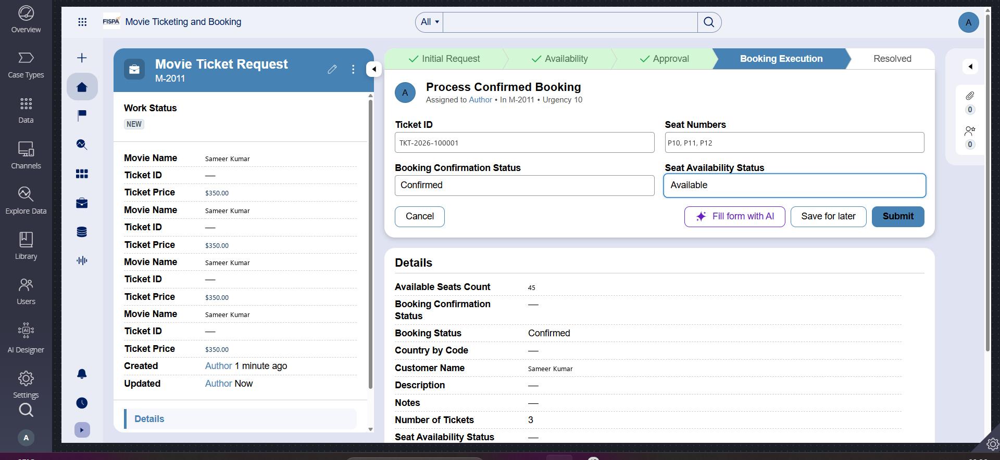 Overview
Case Types
Data
Channels
Explore Data
Library
Users
AI
AI Designer
Settings
A
FISPA
Movie Ticketing and Booking
All
A
Movie Ticket Request
M-2011
Work Status
NEW
Movie Name Sameer Kumar
Ticket ID —
Ticket Price $350.00
Movie Name Sameer Kumar
Ticket ID —
Ticket Price $350.00
Movie Name Sameer Kumar
Ticket ID —
Ticket Price $350.00
Movie Name Sameer Kumar
Ticket ID —
Ticket Price $350.00
Created Author 1 minute ago
Updated Author Now
Details
Initial Request
Availability
Approval
Booking Execution
Resolved
A
Process Confirmed Booking
Assigned to Author • In M-2011 • Urgency 10
Ticket ID
TKT-2026-100001
Seat Numbers
P10, P11, P12
Booking Confirmation Status
Confirmed
Seat Availability Status
Available
Cancel
Fill form with AI
Save for later
Submit
Details
Available Seats Count 45
Booking Confirmation Status —
Booking Status Confirmed
Country by Code —
Customer Name Sameer Kumar
Description —
Notes —
Number of Tickets 3
Seat Availability Status —
0
0